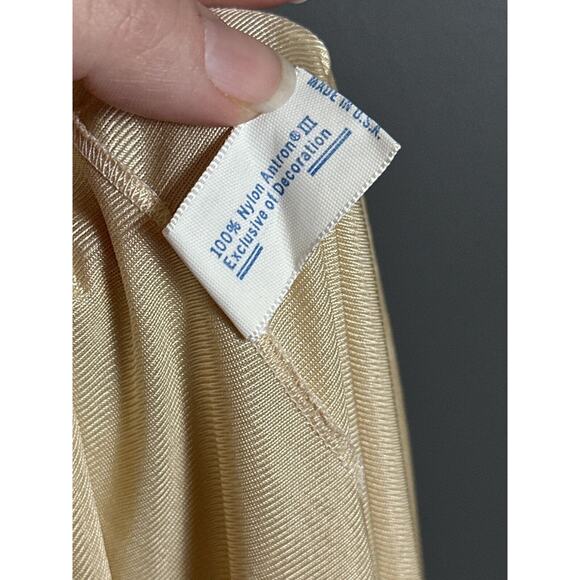 100% Nylon Antron® III
Exclusive of Decoration
MADE IN U.S.A.